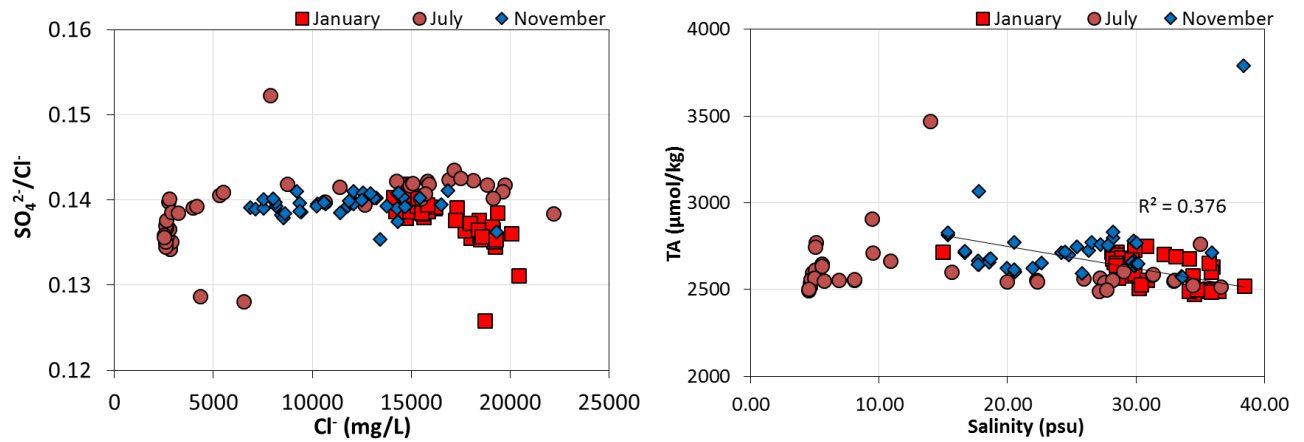 January July November
0.16
0.15
0.14
0.13
0.12
SO₄²⁻/Cl⁻
0 5000 10000 15000 20000 25000
Cl⁻ (mg/L)
January July November
4000
3500
3000
2500
2000
TA (µmol/kg)
R² = 0.376
0.00 10.00 20.00 30.00 40.00
Salinity (psu)